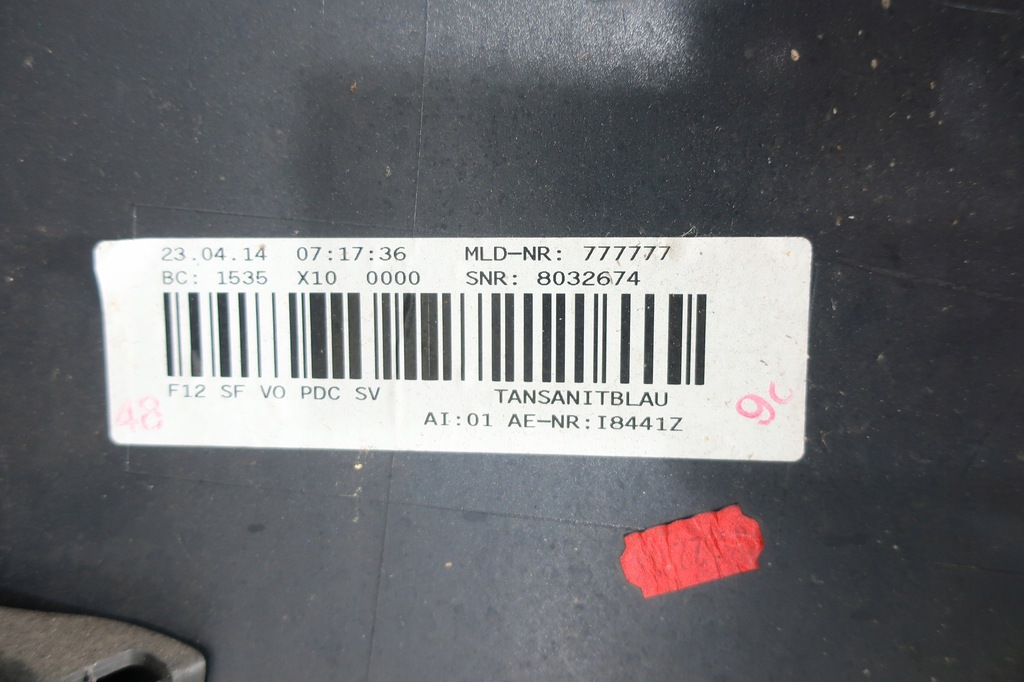 23.04.14 07:17:36 MLD-NR: 777777
BC: 1535 X10 0000 SNR: 8032674
F12 SF VO PDC SV TANSANITBLAU
AI:01 AE-NR:I8441Z
48